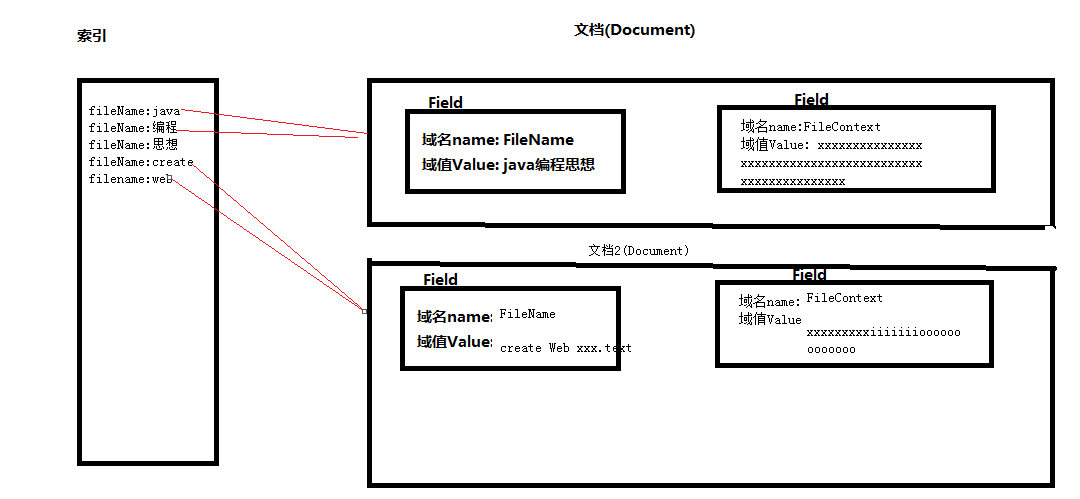 索引
文档(Document)
fileName:java
fileName:编程
fileName:思想
fileName:create
filename:web
Field
域名name: FileName
域值Value: java编程思想
Field
域名name:FileContext
域值Value: xxxxxxxxxxxxxxx
xxxxxxxxxxxxxxxxxxxxxxxxxx
xxxxxxxxxxxxxxx
文档2(Document)
Field
域名name: FileName
域值Value: create Web xxx.text
Field
域名name: FileContext
域值Value
xxxxxxxxxiiiiiiioooooo
ooooooo